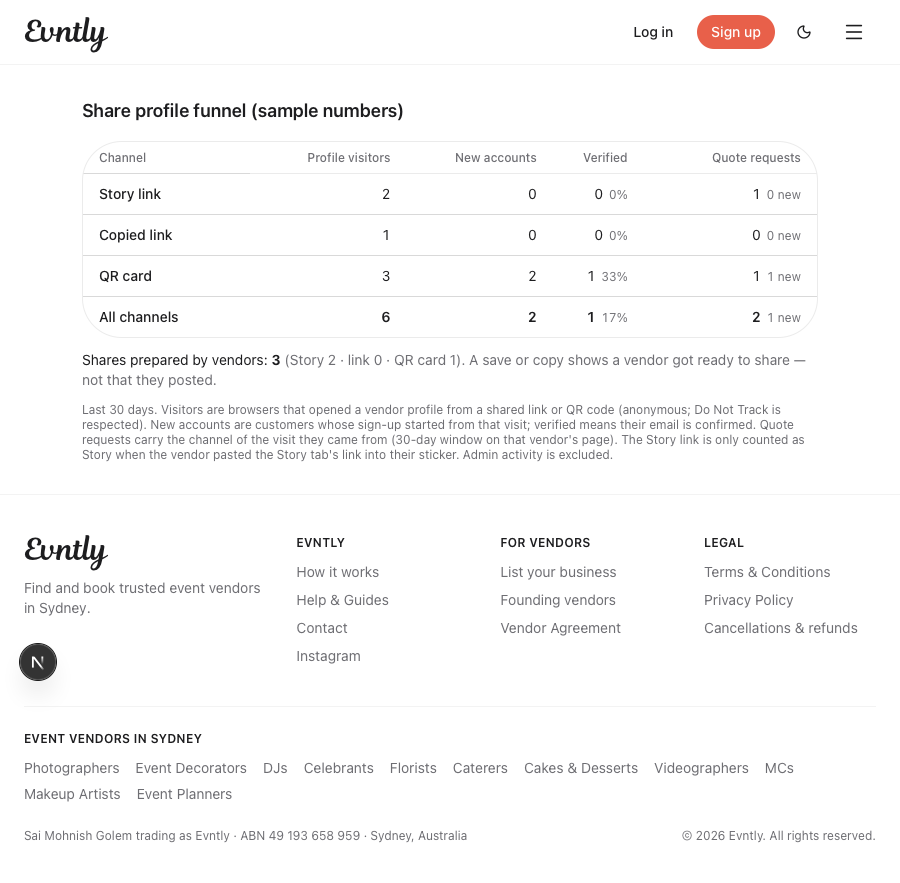 Evntly
Log in
Sign up
Share profile funnel (sample numbers)
Channel Profile visitors New accounts Verified Quote requests
Story link 2 0 0 0% 1 0 new
Copied link 1 0 0 0% 0 0 new
QR card 3 2 1 33% 1 1 new
All channels 6 2 1 17% 2 1 new
Shares prepared by vendors: 3 (Story 2 · link 0 · QR card 1). A save or copy shows a vendor got ready to share —
not that they posted.
Last 30 days. Visitors are browsers that opened a vendor profile from a shared link or QR code (anonymous; Do Not Track is
respected). New accounts are customers whose sign-up started from that visit; verified means their email is confirmed. Quote
requests carry the channel of the visit they came from (30-day window on that vendor's page). The Story link is only counted as
Story when the vendor pasted the Story tab's link into their sticker. Admin activity is excluded.
Evntly
Find and book trusted event vendors
in Sydney.
N
EVNTLY
How it works
Help & Guides
Contact
Instagram
FOR VENDORS
List your business
Founding vendors
Vendor Agreement
LEGAL
Terms & Conditions
Privacy Policy
Cancellations & refunds
EVENT VENDORS IN SYDNEY
Photographers Event Decorators DJs Celebrants Florists Caterers Cakes & Desserts Videographers MCs
Makeup Artists Event Planners
Sai Mohnish Golem trading as Evntly · ABN 49 193 658 959 · Sydney, Australia
© 2026 Evntly. All rights reserved.